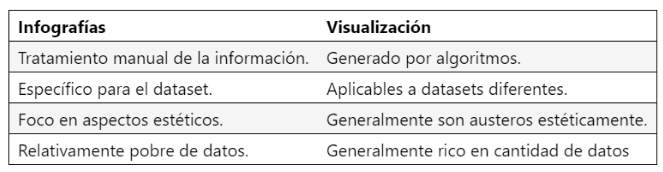 Infografías Visualización
Tratamiento manual de la información. Generado por algoritmos.
Específico para el dataset. Aplicables a datasets diferentes.
Foco en aspectos estéticos. Generalmente son austeros estéticamente.
Relativamente pobre de datos. Generalmente rico en cantidad de datos